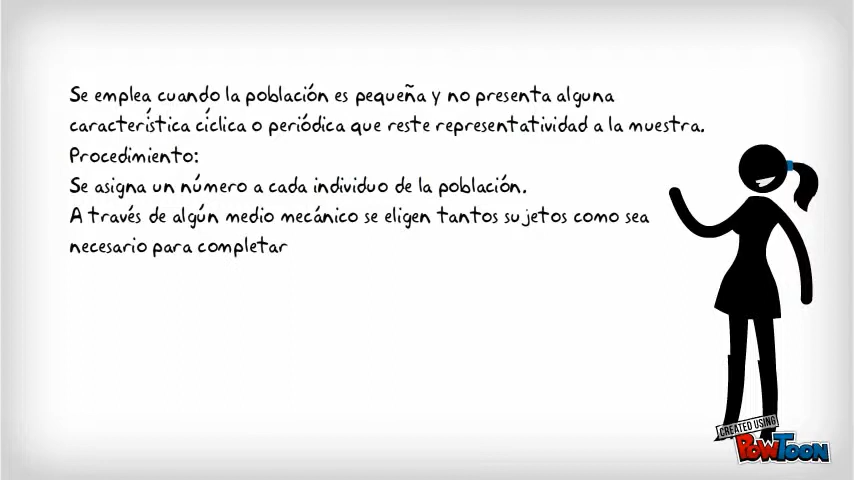 Se emplea cuando la población es pequeña y no presenta alguna
característica cíclica o periódica que reste representatividad a la muestra.
Procedimiento:
Se asigna un número a cada individuo de la población.
A través de algún medio mecánico se eligen tantos sujetos como sea
necesario para completar
CREATED USING
POWTOON